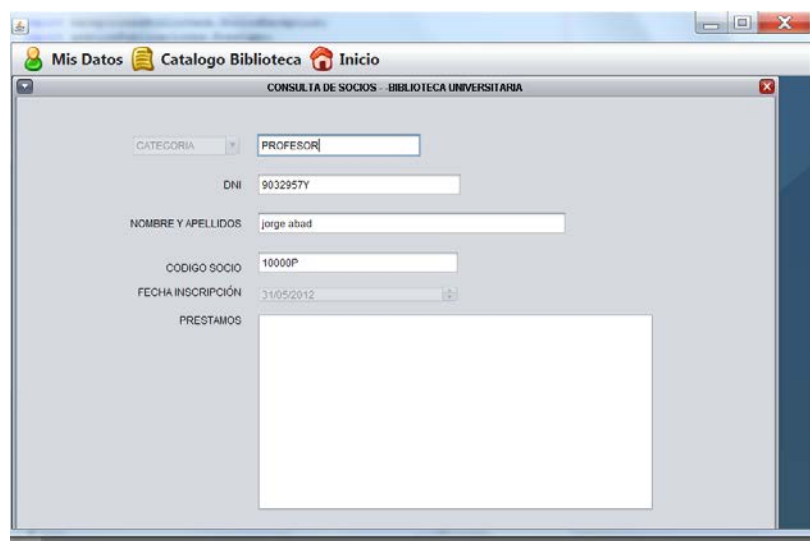 Mis Datos Catalogo Biblioteca Inicio
CONSULTA DE SOCIOS - -BIBLIOTECA UNIVERSITARIA
CATEGORIA PROFESOR
DNI 9032957Y
NOMBRE Y APELLIDOS jorge abad
CODIGO SOCIO 10000P
FECHA INSCRIPCIÓN 31/05/2012
PRESTAMOS